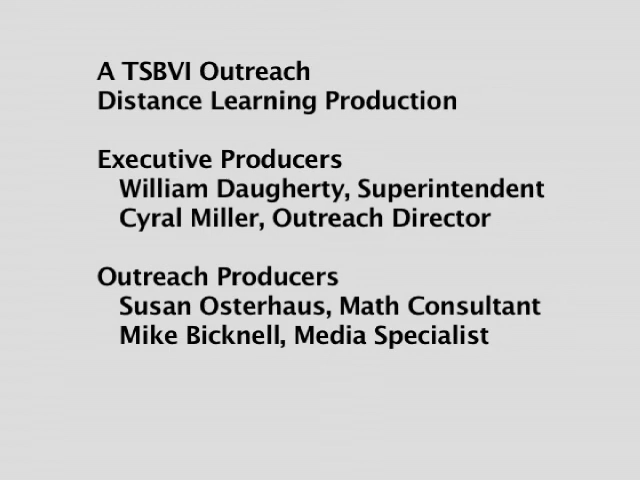 A TSBVI Outreach
Distance Learning Production
Executive Producers
William Daugherty, Superintendent
Cyral Miller, Outreach Director
Outreach Producers
Susan Osterhaus, Math Consultant
Mike Bicknell, Media Specialist